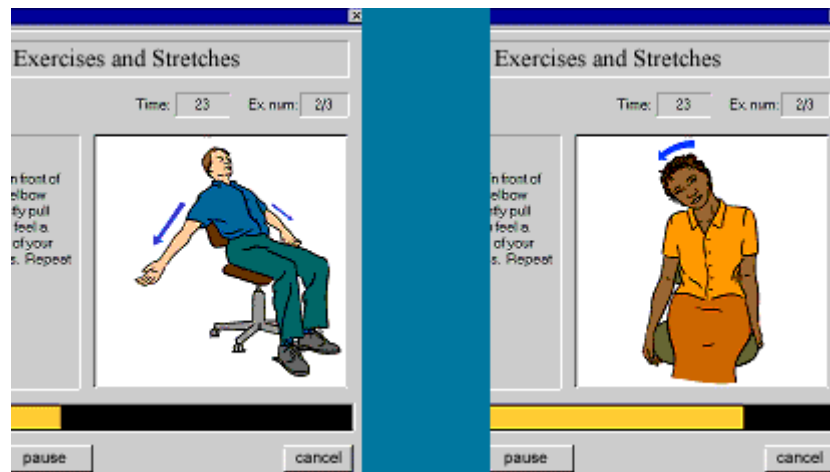 Exercises and Stretches
Time: 23 Ex. num: 2/3
n front of
elbow
tly pull
feel a
of your
s. Repeat
pause cancel
Exercises and Stretches
Time: 23 Ex. num: 2/3
n front of
elbow
tly pull
feel a
of your
s. Repeat
pause cancel